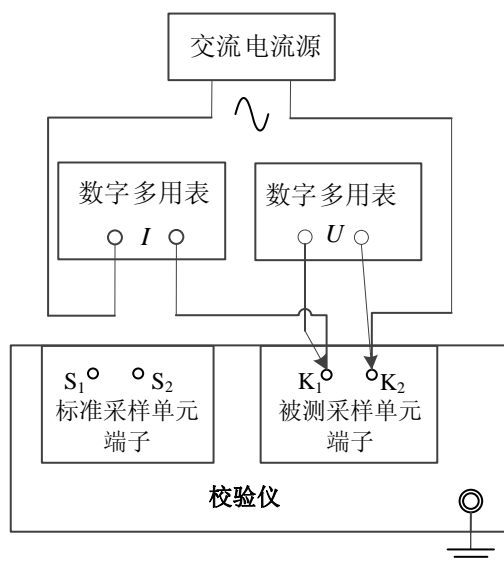 交流电流源
数字多用表
I
数字多用表
U
S1
S2
标准采样单元
端子
K1
K2
被测采样单元
端子
校验仪